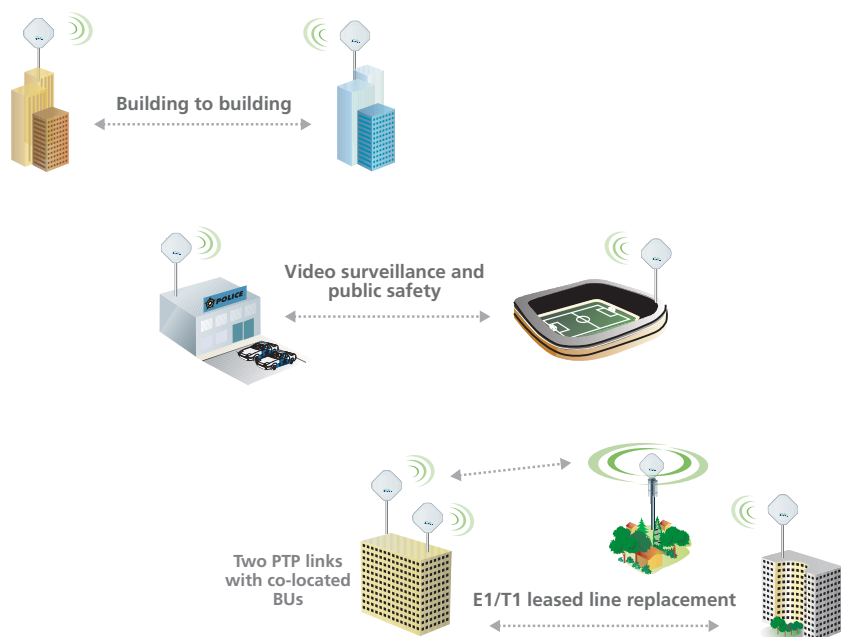 Building to building
Video surveillance and
public safety
POLICE
Two PTP links
with co-located
BUs
E1/T1 leased line replacement